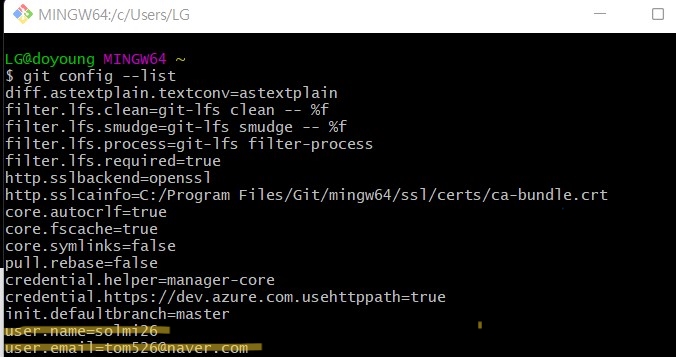 MINGW64:/c/Users/LG
LG@doyoung MINGW64 ~
$ git config --list
diff.astextplain.textconv=astextplain
filter.lfs.clean=git-lfs clean -- %f
filter.lfs.smudge=git-lfs smudge -- %f
filter.lfs.process=git-lfs filter-process
filter.lfs.required=true
http.sslbackend=openssl
http.sslcainfo=C:/Program Files/Git/mingw64/ssl/certs/ca-bundle.crt
core.autocrlf=true
core.fscache=true
core.symlinks=false
pull.rebase=false
credential.helper=manager-core
credential.https://dev.azure.com.usehttppath=true
init.defaultbranch=master
user.name=solmi26
user.email=tom526@naver.com